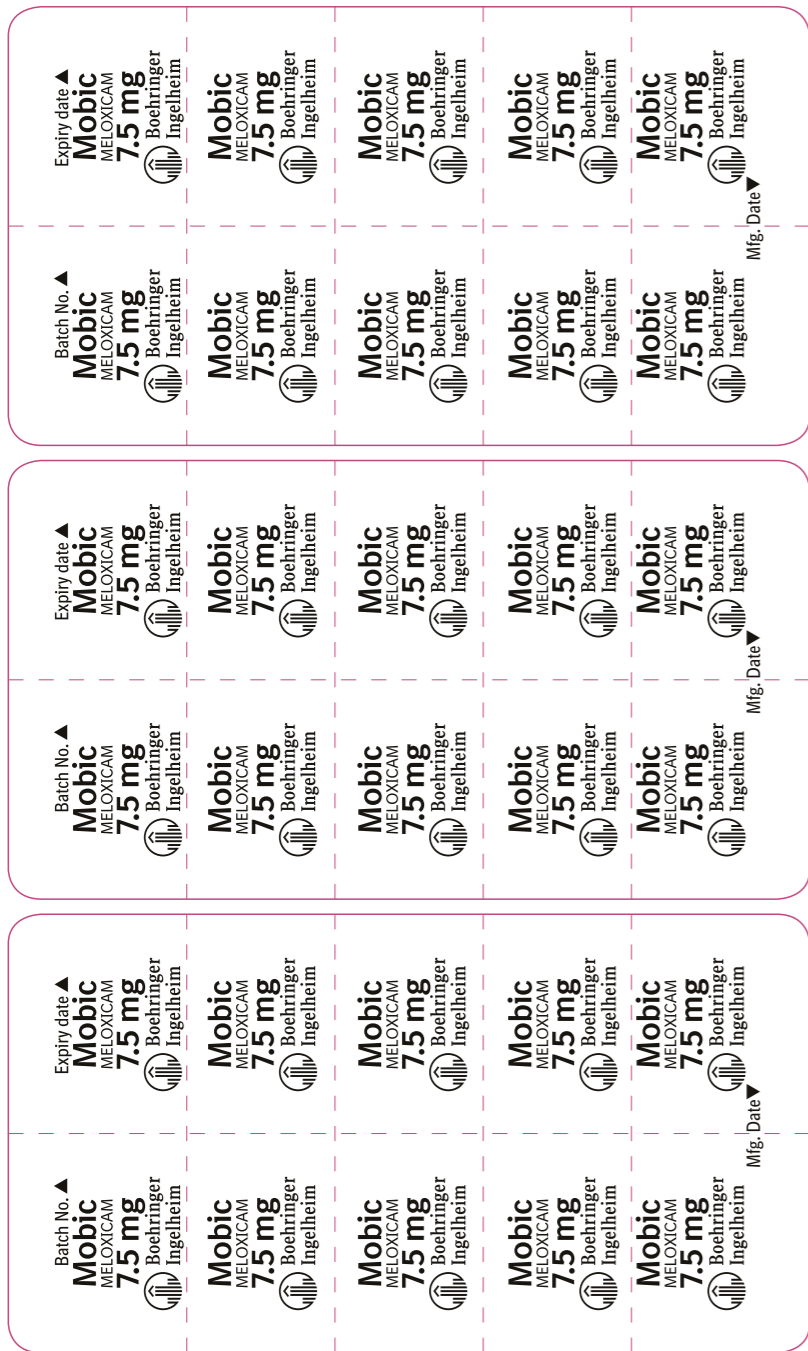 Batch No. ▲
Mobic
MELOXICAM
7.5 mg
Boehringer
Ingelheim
Expiry date ▲
Mobic
MELOXICAM
7.5 mg
Boehringer
Ingelheim
Mobic
MELOXICAM
7.5 mg
Boehringer
Ingelheim
Mobic
MELOXICAM
7.5 mg
Boehringer
Ingelheim
Mobic
MELOXICAM
7.5 mg
Boehringer
Ingelheim
Mobic
MELOXICAM
7.5 mg
Boehringer
Ingelheim
Mobic
MELOXICAM
7.5 mg
Boehringer
Ingelheim
Mobic
MELOXICAM
7.5 mg
Boehringer
Ingelheim
Mobic
MELOXICAM
7.5 mg
Boehringer
Ingelheim
Mobic
MELOXICAM
7.5 mg
Boehringer
Ingelheim
Mfg. Date▼
Batch No. ▲
Mobic
MELOXICAM
7.5 mg
Boehringer
Ingelheim
Expiry date ▲
Mobic
MELOXICAM
7.5 mg
Boehringer
Ingelheim
Mobic
MELOXICAM
7.5 mg
Boehringer
Ingelheim
Mobic
MELOXICAM
7.5 mg
Boehringer
Ingelheim
Mobic
MELOXICAM
7.5 mg
Boehringer
Ingelheim
Mobic
MELOXICAM
7.5 mg
Boehringer
Ingelheim
Mobic
MELOXICAM
7.5 mg
Boehringer
Ingelheim
Mobic
MELOXICAM
7.5 mg
Boehringer
Ingelheim
Mobic
MELOXICAM
7.5 mg
Boehringer
Ingelheim
Mobic
MELOXICAM
7.5 mg
Boehringer
Ingelheim
Mfg. Date▼
Batch No. ▲
Mobic
MELOXICAM
7.5 mg
Boehringer
Ingelheim
Expiry date ▲
Mobic
MELOXICAM
7.5 mg
Boehringer
Ingelheim
Mobic
MELOXICAM
7.5 mg
Boehringer
Ingelheim
Mobic
MELOXICAM
7.5 mg
Boehringer
Ingelheim
Mobic
MELOXICAM
7.5 mg
Boehringer
Ingelheim
Mobic
MELOXICAM
7.5 mg
Boehringer
Ingelheim
Mobic
MELOXICAM
7.5 mg
Boehringer
Ingelheim
Mobic
MELOXICAM
7.5 mg
Boehringer
Ingelheim
Mobic
MELOXICAM
7.5 mg
Boehringer
Ingelheim
Mobic
MELOXICAM
7.5 mg
Boehringer
Ingelheim
Mfg. Date▼